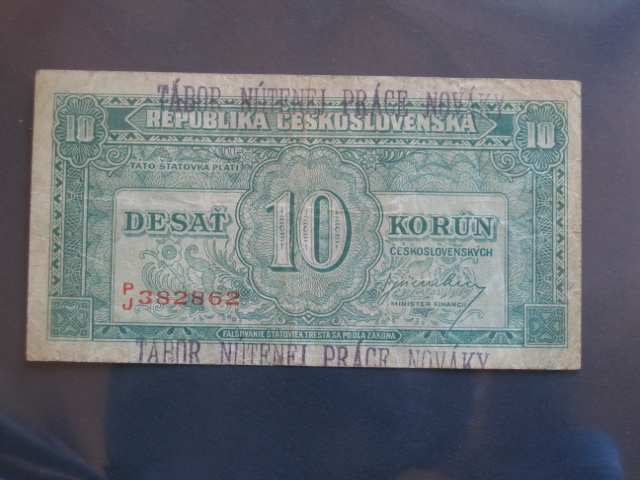 TÁBOR NÚTENEJ PRÁCE NOVÁKY
10 REPUBLIKA ČESKOSLOVENSKÁ 10
TÁTO ŠTÁTOVKA PLATÍ
DESAŤ 10 KORÚN
ČESKOSLOVENSKÝCH
P/J 382862
MINISTER FINANCIÍ
FALŠOVANIE ŠTÁTOVIEK TRESTÁ SA PODĽA ZÁKONA
TÁBOR NÚTENEJ PRÁCE NOVÁKY